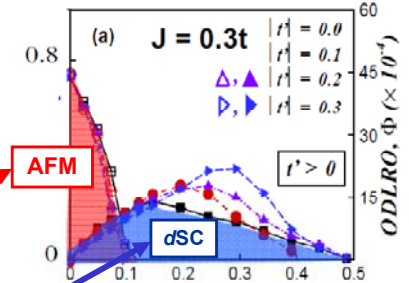 (a) J = 0.3t
|t'| = 0.0
|t'| = 0.1
|t'| = 0.2
|t'| = 0.3
t' > 0
AFM
dSC
0.8
0
0 0.1 0.2 0.3 0.4 0.5
60
45
30
15
ODLRO, Φ (× 10⁻⁴)